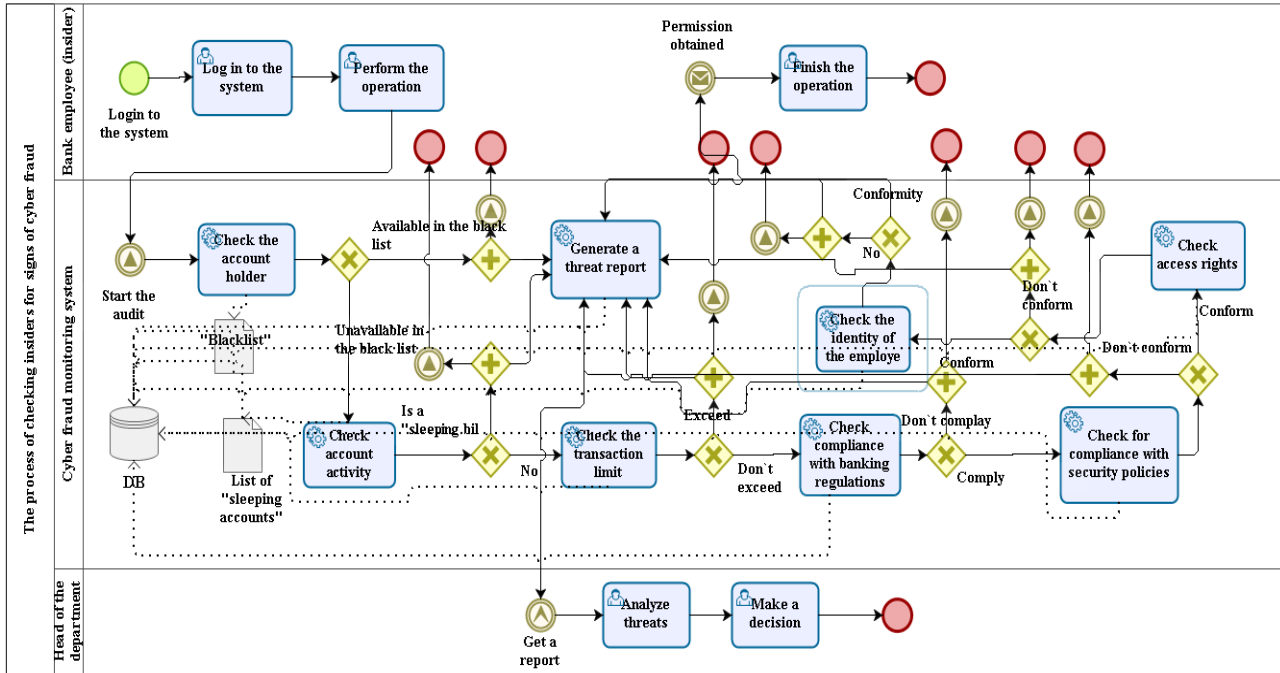 The process of checking insiders for signs of cyber fraud
Bank employee (insider)
Login to
the system
Log in to the
system
Perform the
operation
Permission
obtained
Finish the
operation
Cyber fraud monitoring system
Start the
audit
Check the
account
holder
Available in the black
list
Unavailable in
the black list
"Blacklist"
DB
List of
"sleeping
accounts"
Check
account
activity
Is a
"sleeping bil
No
Generate a
threat report
Check the
transaction
limit
Exceed
Don`t
exceed
Check
compliance
with banking
regulations
Don`t complay
Comply
Check for
compliance with
security policies
Don`t conform
Conform
Check
access rights
Don`t
conform
Conform
Check the
identity of
the employe
No
Conformity
Head of the
department
Get a
report
Analyze
threats
Make a
decision